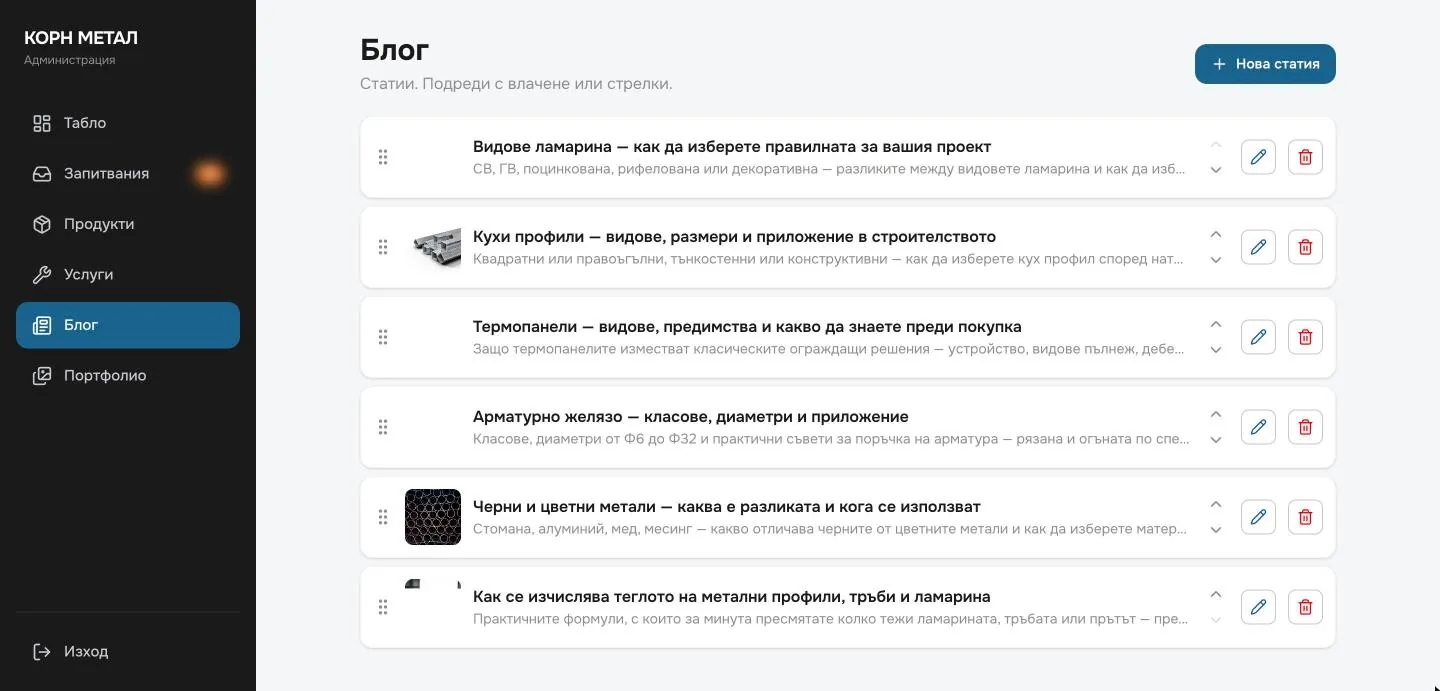 КОРН МЕТАЛ
Администрация
Табло
Запитвания
Продукти
Услуги
Блог
Портфолио
Изход
Блог
Статии. Подреди с влачене или стрелки.
Нова статия
Видове ламарина — как да изберете правилната за вашия проект
СВ, ГВ, поцинкована, рифелована или декоративна — разликите между видовете ламарина и как да изб...
Кухи профили — видове, размери и приложение в строителството
Квадратни или правоъгълни, тънкостенни или конструктивни — как да изберете кух профил според нат...
Термопанели — видове, предимства и какво да знаете преди покупка
Защо термопанелите изместват класическите ограждащи решения — устройство, видове пълнеж, дебе...
Арматурно желязо — класове, диаметри и приложение
Класове, диаметри от Ф6 до Ф32 и практични съвети за поръчка на арматура — рязана и огъната по спе...
Черни и цветни метали — каква е разликата и кога се използват
Стомана, алуминий, мед, месинг — какво отличава черните от цветните метали и как да изберете матер...
Как се изчислява теглото на метални профили, тръби и ламарина
Практичните формули, с които за минута пресмятате колко тежи ламарината, тръбата или прътът — пре...